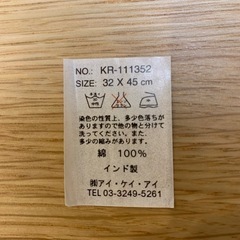 NO.: KR-111352
SIZE: 32 X 45 cm
染色の性質上、多少色落ちが
ありますので他の物と分けて
洗ってください。また、
多少の縮みがあります。
綿 100%
インド製
㈱アイ・ケイ・アイ
TEL 03-3249-5261